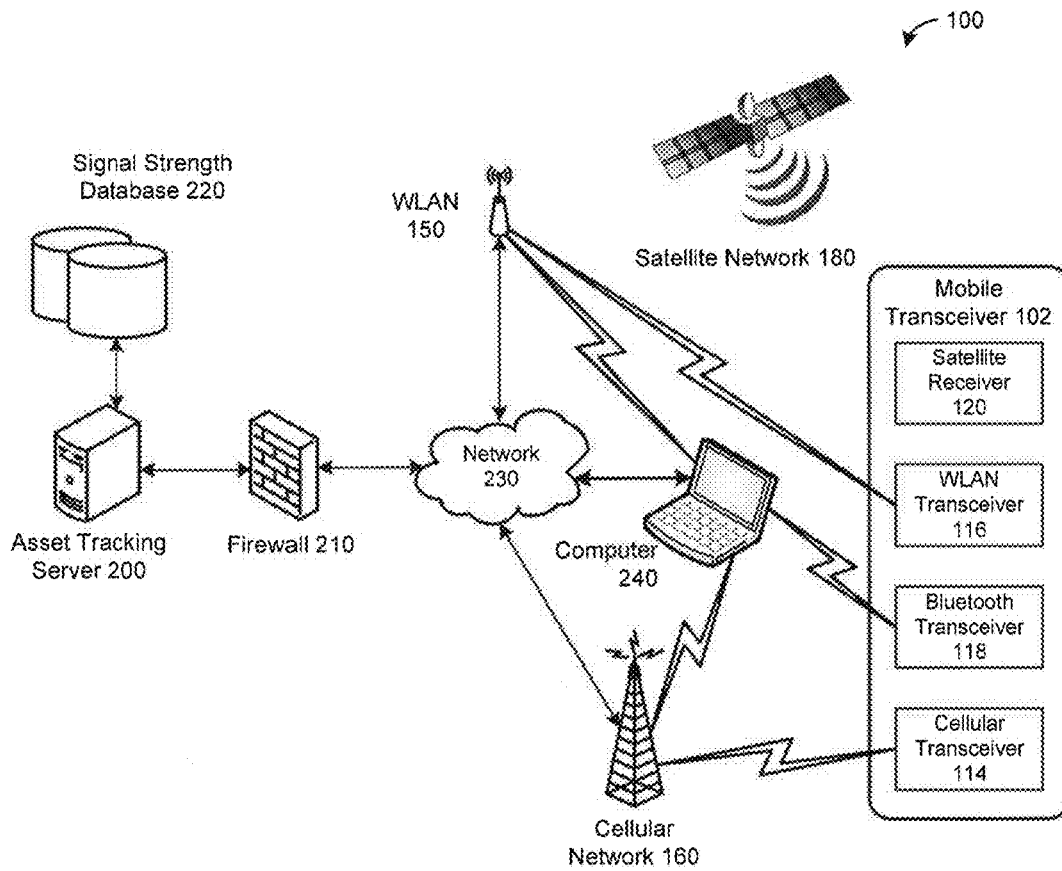 100
Signal Strength
Database 220
WLAN
150
Satellite Network 180
Mobile
Transceiver 102
Satellite
Receiver
120
Network
230
WLAN
Transceiver
116
Asset Tracking
Server 200
Firewall 210
Computer
240
Bluetooth
Transceiver
118
Cellular
Transceiver
114
Cellular
Network 160